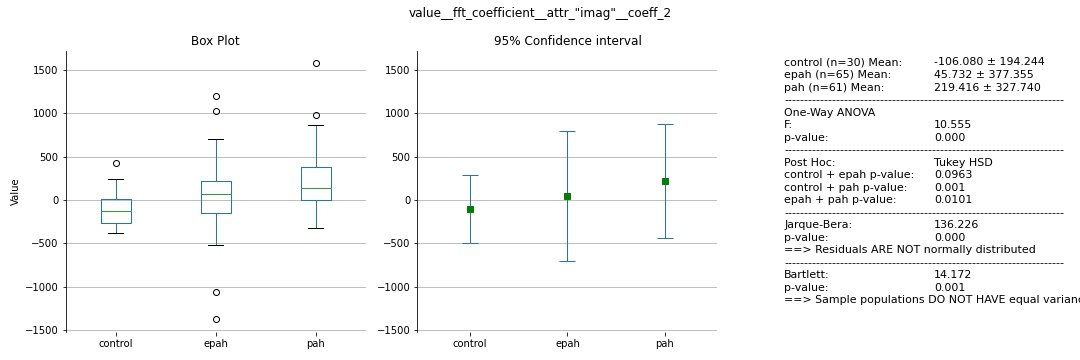 value__fft_coefficient__attr_"imag"__coeff_2
Box Plot
Value
1500
1000
500
0
−500
−1000
−1500
control
epah
pah
95% Confidence interval
1500
1000
500
0
−500
−1000
−1500
control
epah
pah
control (n=30) Mean: -106.080 ± 194.244
epah (n=65) Mean: 45.732 ± 377.355
pah (n=61) Mean: 219.416 ± 327.740
One-Way ANOVA
F: 10.555
p-value: 0.000
Post Hoc: Tukey HSD
control + epah p-value: 0.0963
control + pah p-value: 0.001
epah + pah p-value: 0.0101
Jarque-Bera: 136.226
p-value: 0.000
==> Residuals ARE NOT normally distributed
Bartlett: 14.172
p-value: 0.001
==> Sample populations DO NOT HAVE equal varianc